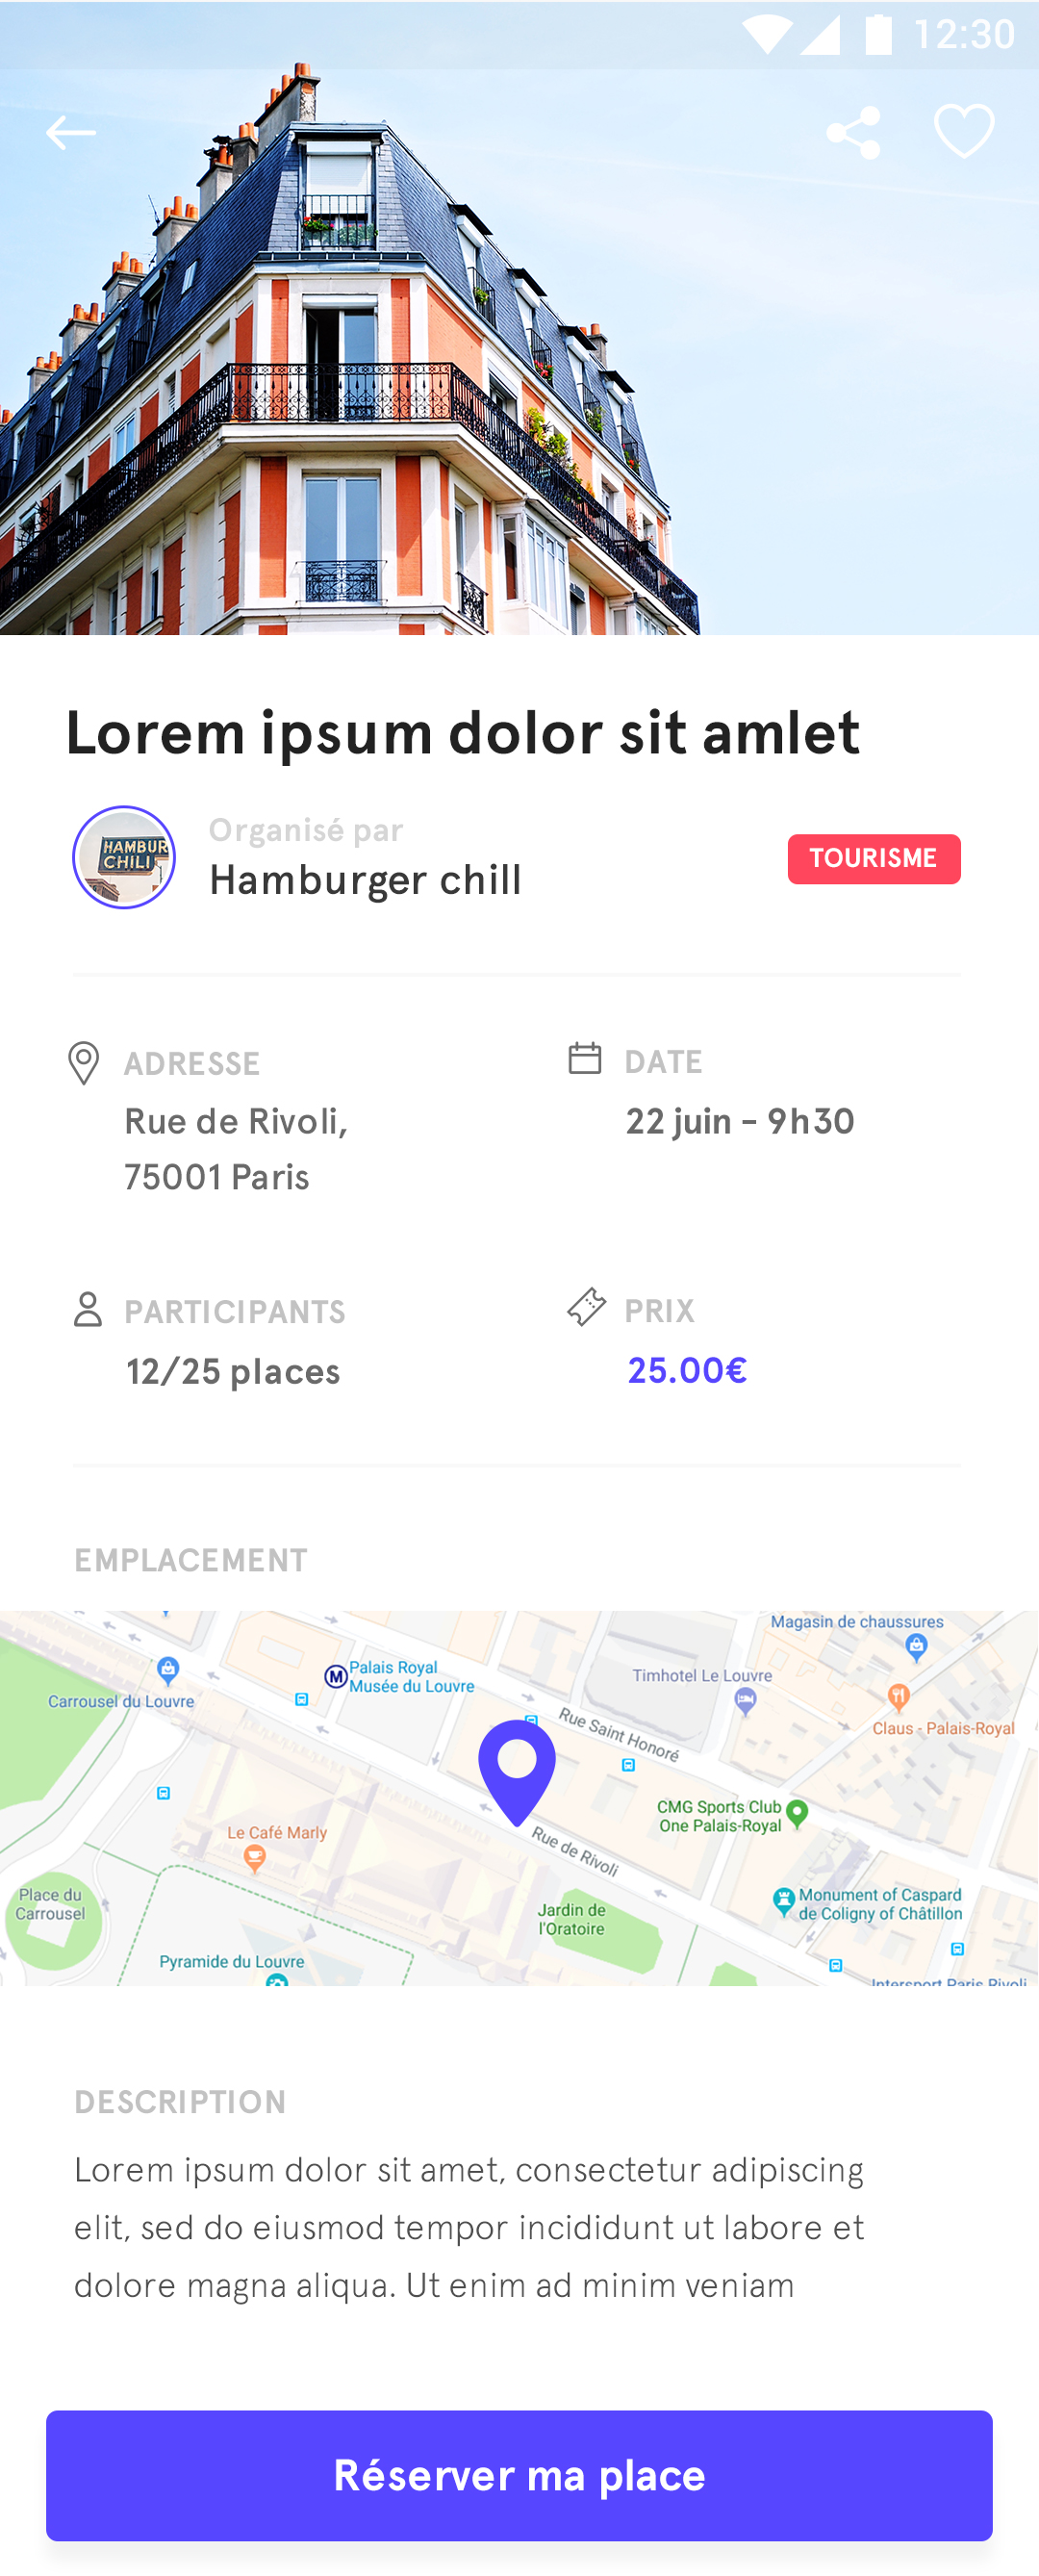 12:30
Lorem ipsum dolor sit amlet
HAMBUR
CHILI
Organisé par
Hamburger chill
TOURISME
ADRESSE
Rue de Rivoli,
75001 Paris
DATE
22 juin - 9h30
PARTICIPANTS
12/25 places
PRIX
25.00€
EMPLACEMENT
Magasin de chaussures
Palais Royal
Musée du Louvre
M
Timhotel Le Louvre
Carrousel du Louvre
Rue Saint Honoré
Claus - Palais-Royal
CMG Sports Club
One Palais-Royal
Le Café Marly
Rue de Rivoli
Place du
Carrousel
Monument of Caspard
de Coligny of Châtillon
Jardin de
l'Oratoire
Pyramide du Louvre
Intersport Paris Rivoli
DESCRIPTION
Lorem ipsum dolor sit amet, consectetur adipiscing
elit, sed do eiusmod tempor incididunt ut labore et
dolore magna aliqua. Ut enim ad minim veniam
Réserver ma place